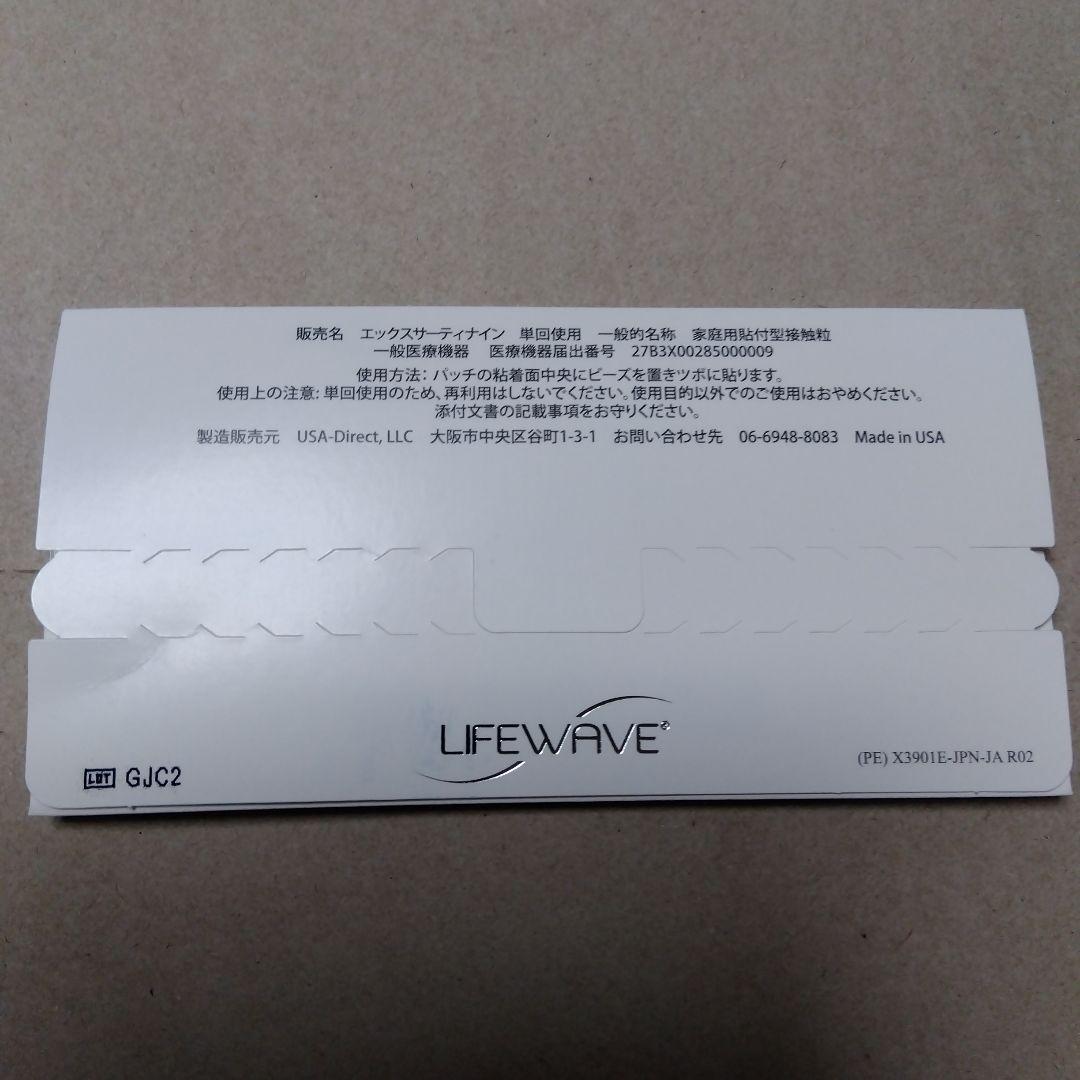 販売名　エックスサーティナイン　単回使用　一般的名称　家庭用貼付型接触粒
一般医療機器　医療機器届出番号　27B3X00285000009
使用方法：パッチの粘着面中央にビーズを置きツボに貼ります。
使用上の注意：単回使用のため、再利用はしないでください。使用目的以外でのご使用はおやめください。
添付文書の記載事項をお守りください。
製造販売元　USA-Direct, LLC　大阪市中央区谷町1-3-1　お問い合わせ先　06-6948-8083　Made in USA
LIFEWAVE®
(PE) X3901E-JPN-JA R02
LOT GJC2